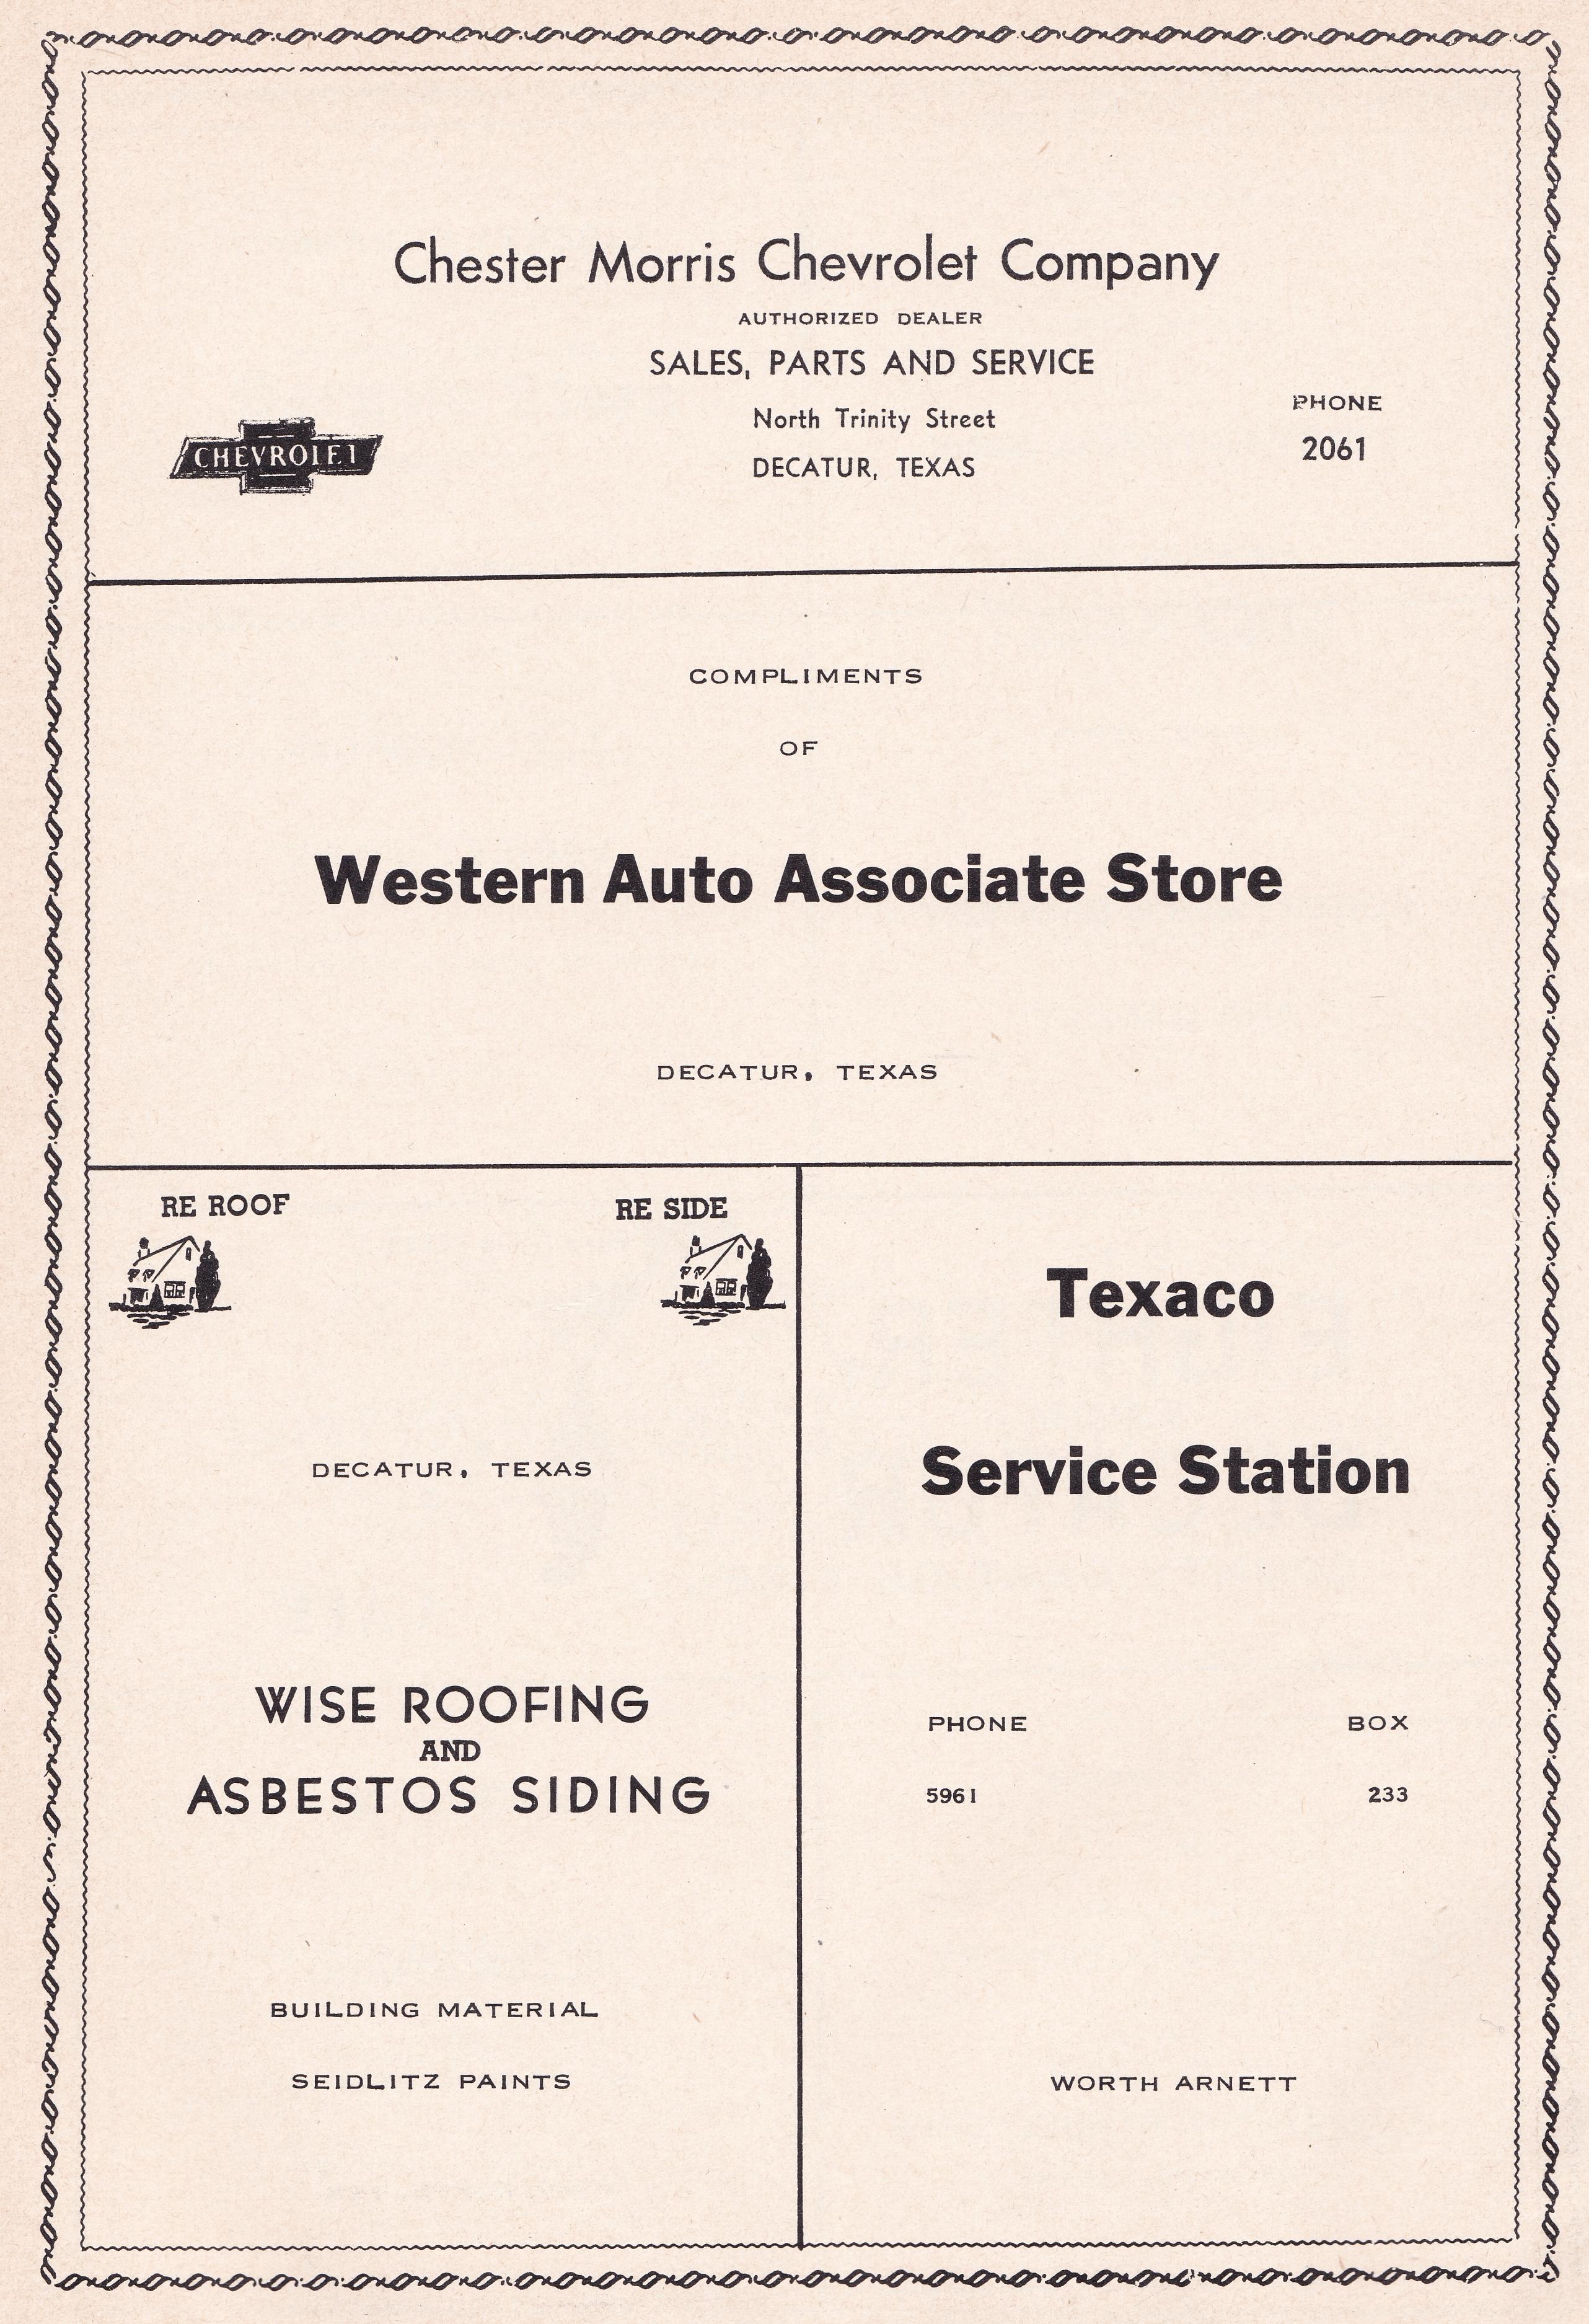 Chester Morris Chevrolet Company
AUTHORIZED DEALER
SALES, PARTS AND SERVICE
North Trinity Street
DECATUR, TEXAS
PHONE
2061
CHEVROLET
COMPLIMENTS
OF
Western Auto Associate Store
DECATUR, TEXAS
RE ROOF
RE SIDE
DECATUR, TEXAS
WISE ROOFING
AND
ASBESTOS SIDING
BUILDING MATERIAL
SEIDLITZ PAINTS
Texaco
Service Station
PHONE
BOX
5961
233
WORTH ARNETT